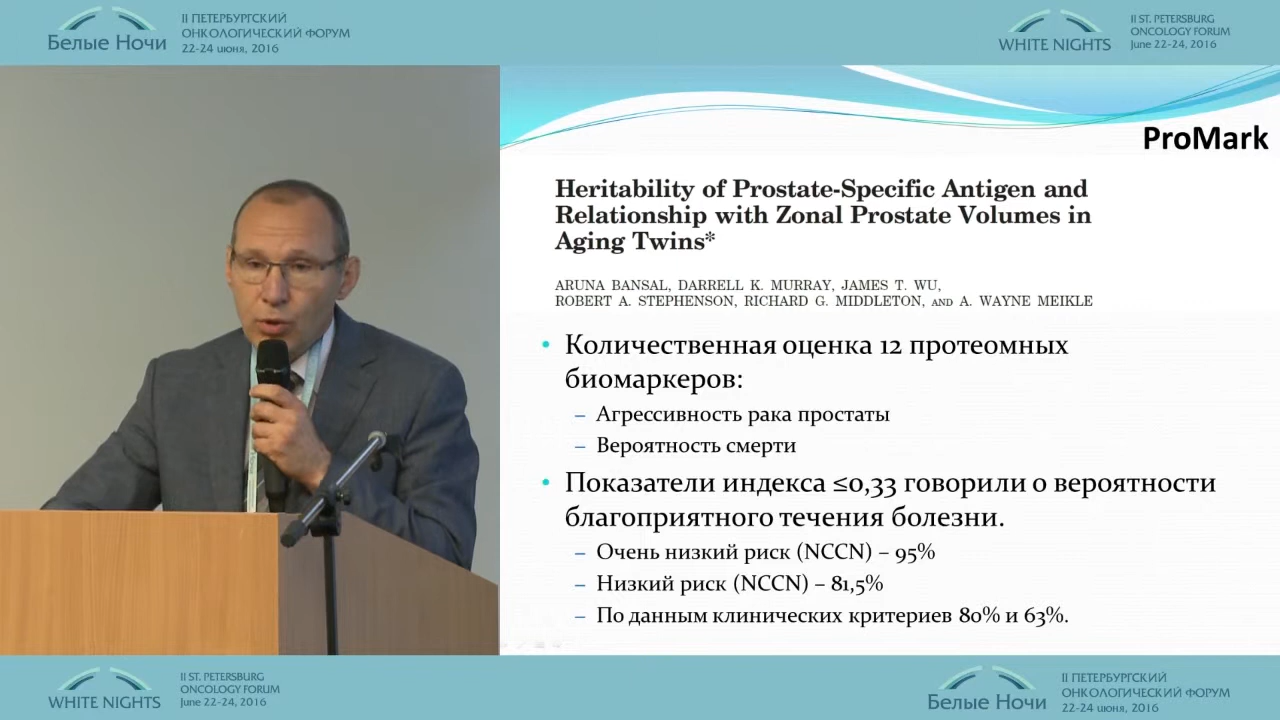 Белые Ночи
II ПЕТЕРБУРГСКИЙ
ОНКОЛОГИЧЕСКИЙ ФОРУМ
22-24 июня, 2016
WHITE NIGHTS
II ST. PETERSBURG
ONCOLOGY FORUM
June 22-24, 2016
ProMark
Heritability of Prostate-Specific Antigen and
Relationship with Zonal Prostate Volumes in
Aging Twins*
ARUNA BANSAL, DARRELL K. MURRAY, JAMES T. WU,
ROBERT A. STEPHENSON, RICHARD G. MIDDLETON, AND A. WAYNE MEIKLE
• Количественная оценка 12 протеомных
биомаркеров:
– Агрессивность рака простаты
– Вероятность смерти
• Показатели индекса ≤0,33 говорили о вероятности
благоприятного течения болезни.
– Очень низкий риск (NCCN) – 95%
– Низкий риск (NCCN) – 81,5%
– По данным клинических критериев 80% и 63%.
WHITE NIGHTS
II ST. PETERSBURG
ONCOLOGY FORUM
June 22-24, 2016
Белые Ночи
II ПЕТЕРБУРГСКИЙ
ОНКОЛОГИЧЕСКИЙ ФОРУМ
22-24 июня, 2016